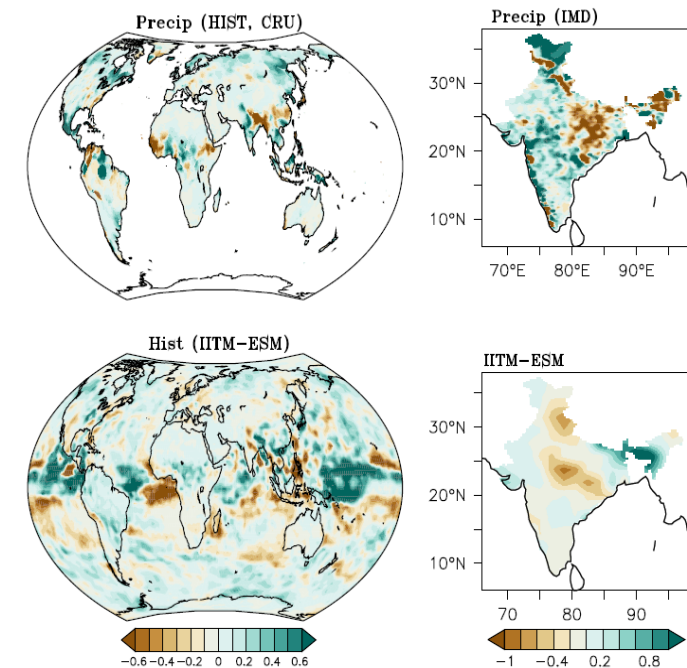 Precip (HIST, CRU)
Precip (IMD)
30°N
20°N
10°N
70°E 80°E 90°E
Hist (IITM-ESM)
IITM-ESM
30°N
20°N
10°N
70 80 90
-0.6 -0.4 -0.2 0 0.2 0.4 0.6
-1 -0.4 0.2 0.8